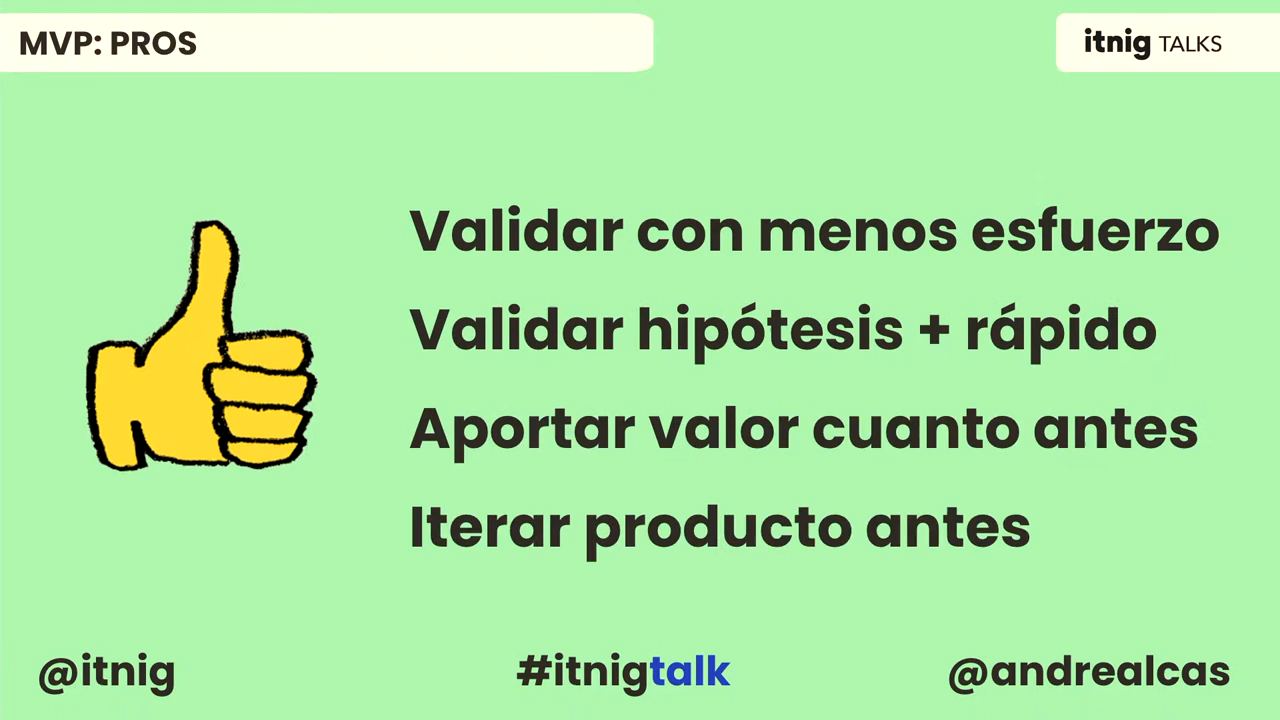 MVP: PROS
itnig TALKS
Validar con menos esfuerzo
Validar hipótesis + rápido
Aportar valor cuanto antes
Iterar producto antes
@itnig
#itnigtalk
@andrealcas